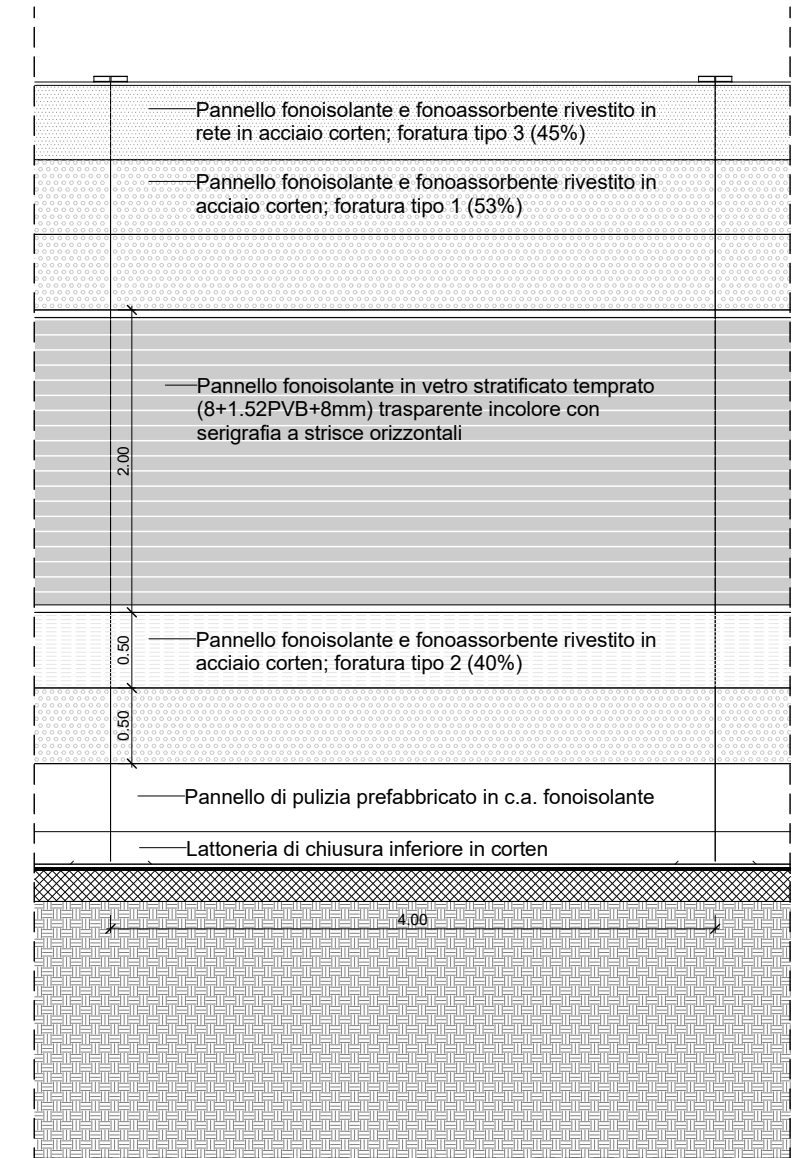 Pannello fonoisolante e fonoassorbente rivestito in
rete in acciaio corten; foratura tipo 3 (45%)
Pannello fonoisolante e fonoassorbente rivestito in
acciaio corten; foratura tipo 1 (53%)
Pannello fonoisolante in vetro stratificato temprato
(8+1.52PVB+8mm) trasparente incolore con
serigrafia a strisce orizzontali
2.00
Pannello fonoisolante e fonoassorbente rivestito in
acciaio corten; foratura tipo 2 (40%)
0.50
0.50
Pannello di pulizia prefabbricato in c.a. fonoisolante
Lattoneria di chiusura inferiore in corten
4.00